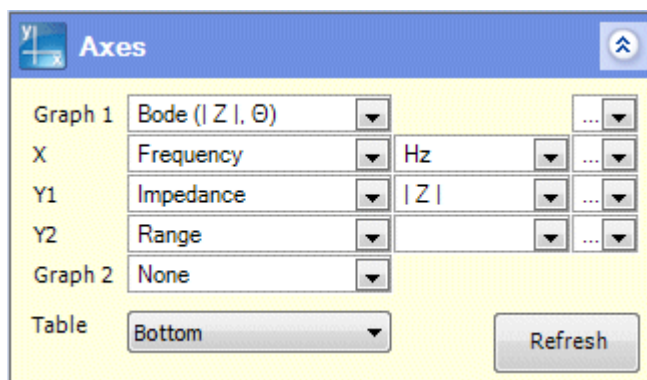 y x Axes
Graph 1 Bode (| Z |, Θ) ...
X Frequency Hz ...
Y1 Impedance | Z | ...
Y2 Range ...
Graph 2 None
Table Bottom Refresh